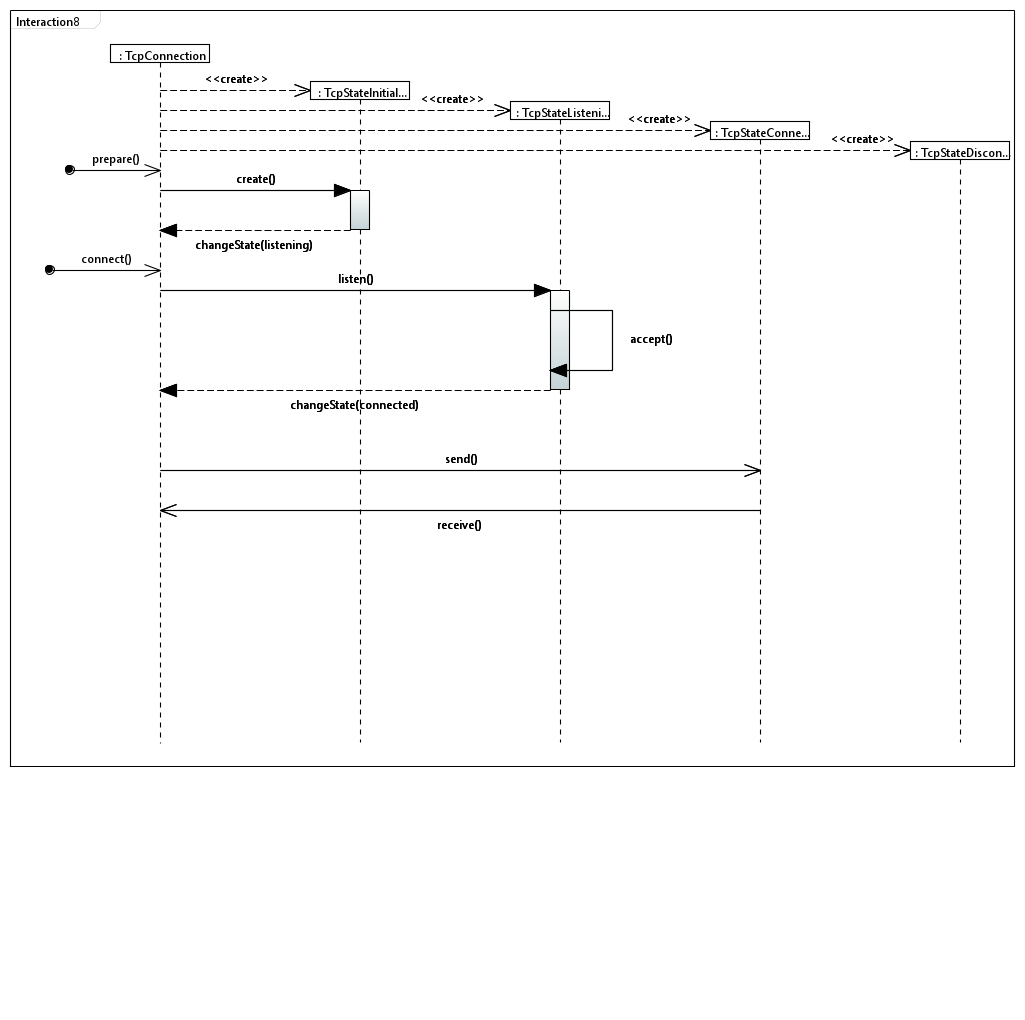 Interaction8
: TcpConnection
<<create>>
: TcpStateInitial...
<<create>>
: TcpStateListeni...
<<create>>
: TcpStateConne...
<<create>>
: TcpStateDiscon...
prepare()
create()
changeState(listening)
connect()
listen()
accept()
changeState(connected)
send()
receive()